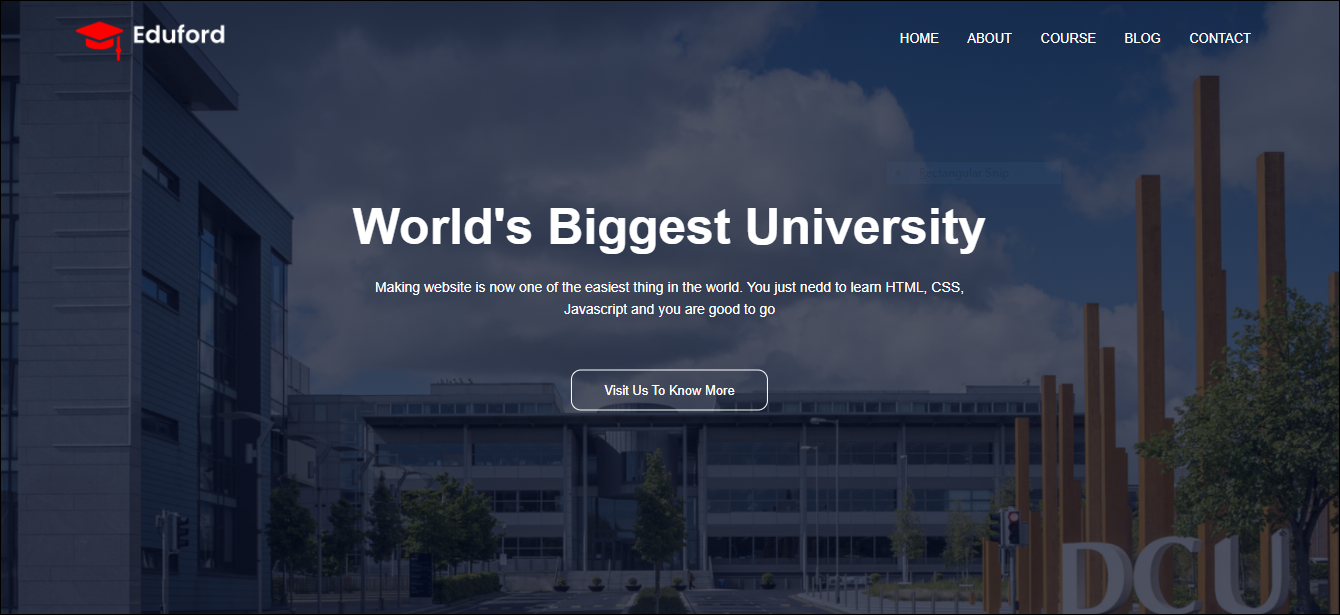 Eduford
HOME ABOUT COURSE BLOG CONTACT
Rectangular Snip
World's Biggest University
Making website is now one of the easiest thing in the world. You just nedd to learn HTML, CSS,
Javascript and you are good to go
Visit Us To Know More
DCU